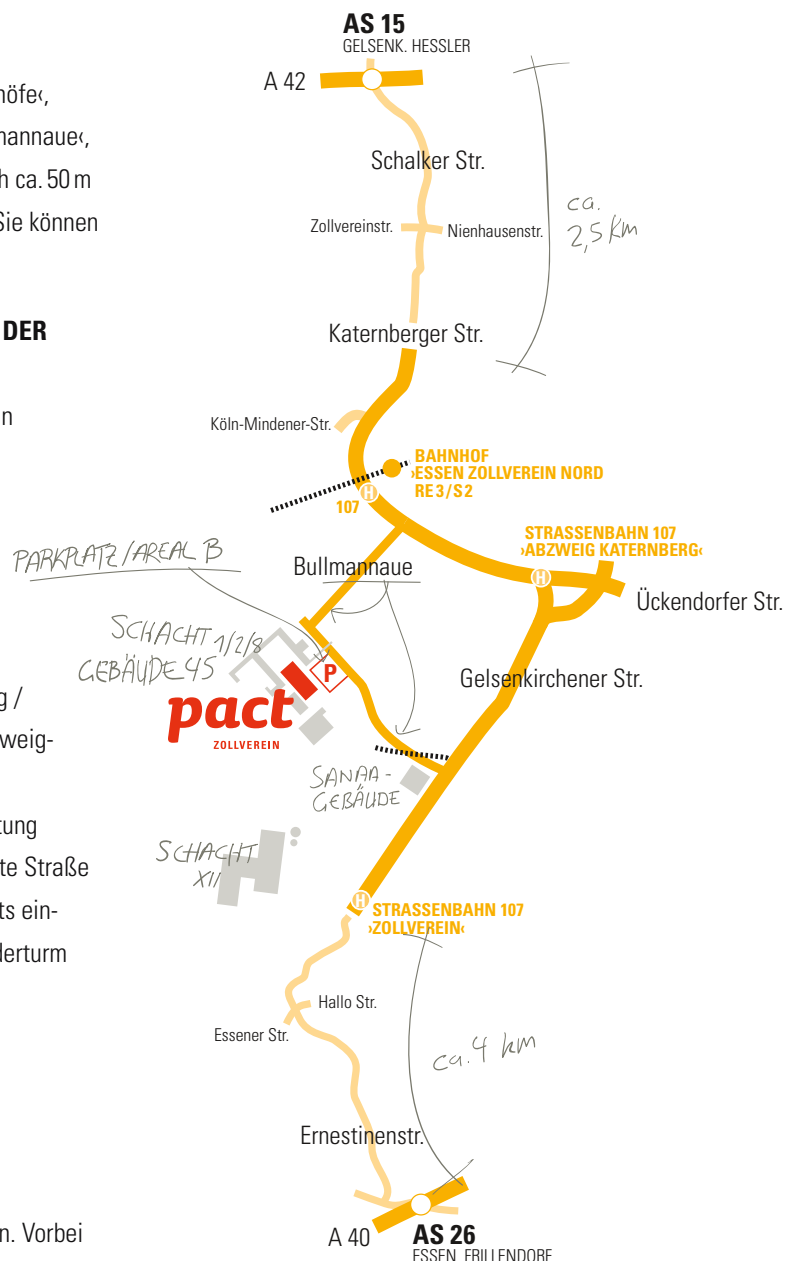 AS 15
GELSENK. HESSLER
A 42
höfe‹,
nannaue‹,
h ca. 50 m
Sie können
Schalker Str.
ca.
2,5 km
Zollvereinstr.
Nienhausenstr.
DER
Katernberger Str.
en
Köln-Mindener-Str.
BAHNHOF
›ESSEN ZOLLVEREIN NORD
RE 3 / S 2
H
107
STRASSENBAHN 107
›ABZWEIG KATERNBERG‹
H
PARKPLATZ/AREAL B
Bullmannaue
Ückendorfer Str.
SCHACHT 1/2/8
GEBÄUDE 45
P
Gelsenkirchener Str.
pact
ZOLLVEREIN
g /
weig-
SANAA-
GEBÄUDE
tung
te Straße
ts ein-
derturm
SCHACHT
XII
H
STRASSENBAHN 107
›ZOLLVEREIN‹
Hallo Str.
Essener Str.
ca. 4 km
Ernestinenstr.
n. Vorbei
A 40
AS 26
ESSEN FRILLENDORF